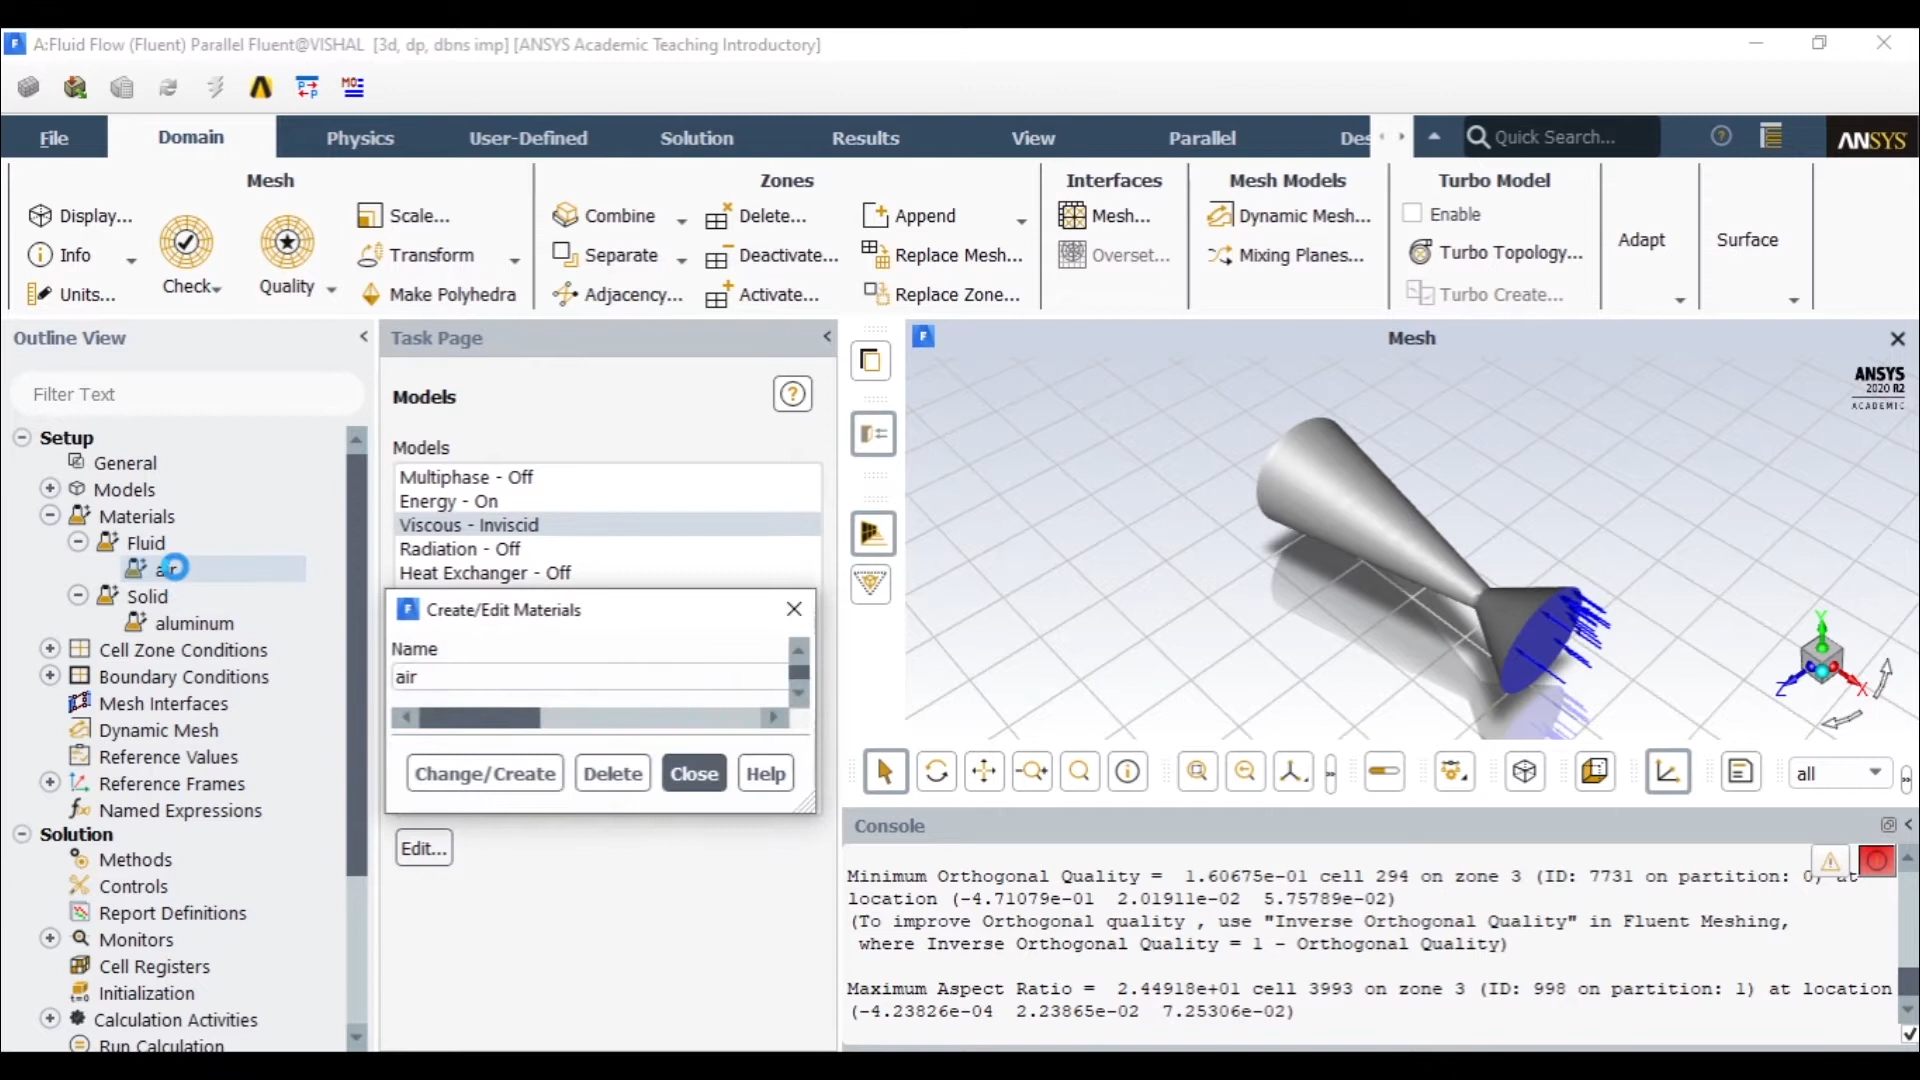 A:Fluid Flow (Fluent) Parallel Fluent@VISHAL [3d, dp, dbns imp] [ANSYS Academic Teaching Introductory]
File Domain Physics User-Defined Solution Results View Parallel Des Quick Search... ANSYS
Mesh
Display...
Info
Units...
Check
Quality
Scale...
Transform
Make Polyhedra
Zones
Combine
Separate
Adjacency...
Delete...
Deactivate...
Activate...
Append
Replace Mesh...
Replace Zone...
Interfaces
Mesh...
Overset...
Mesh Models
Dynamic Mesh...
Mixing Planes...
Turbo Model
Enable
Turbo Topology...
Turbo Create...
Adapt
Surface
Outline View
Filter Text
Setup
General
Models
Materials
Fluid
air
Solid
aluminum
Cell Zone Conditions
Boundary Conditions
Mesh Interfaces
Dynamic Mesh
Reference Values
Reference Frames
Named Expressions
Solution
Methods
Controls
Report Definitions
Monitors
Cell Registers
Initialization
Calculation Activities
Run Calculation
Task Page
Models
Models
Multiphase - Off
Energy - On
Viscous - Inviscid
Radiation - Off
Heat Exchanger - Off
Create/Edit Materials
Name
air
Change/Create Delete Close Help
Edit...
Mesh
ANSYS
2020 R2
ACADEMIC
Y
Z
X
all
Console
Minimum Orthogonal Quality = 1.60675e-01 cell 294 on zone 3 (ID: 7731 on partition: 0) at
location (-4.71079e-01 2.01911e-02 5.75789e-02)
(To improve Orthogonal quality , use "Inverse Orthogonal Quality" in Fluent Meshing,
where Inverse Orthogonal Quality = 1 - Orthogonal Quality)
Maximum Aspect Ratio = 2.44918e+01 cell 3993 on zone 3 (ID: 998 on partition: 1) at location
(-4.23826e-04 2.23865e-02 7.25306e-02)